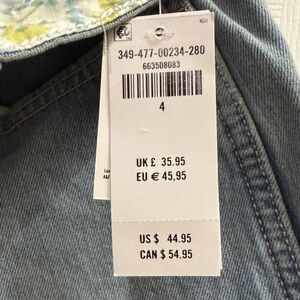 349-477-00234-280
663508083
4
UK £ 35.95
EU € 45,95
US $ 44.95
CAN $ 54.95